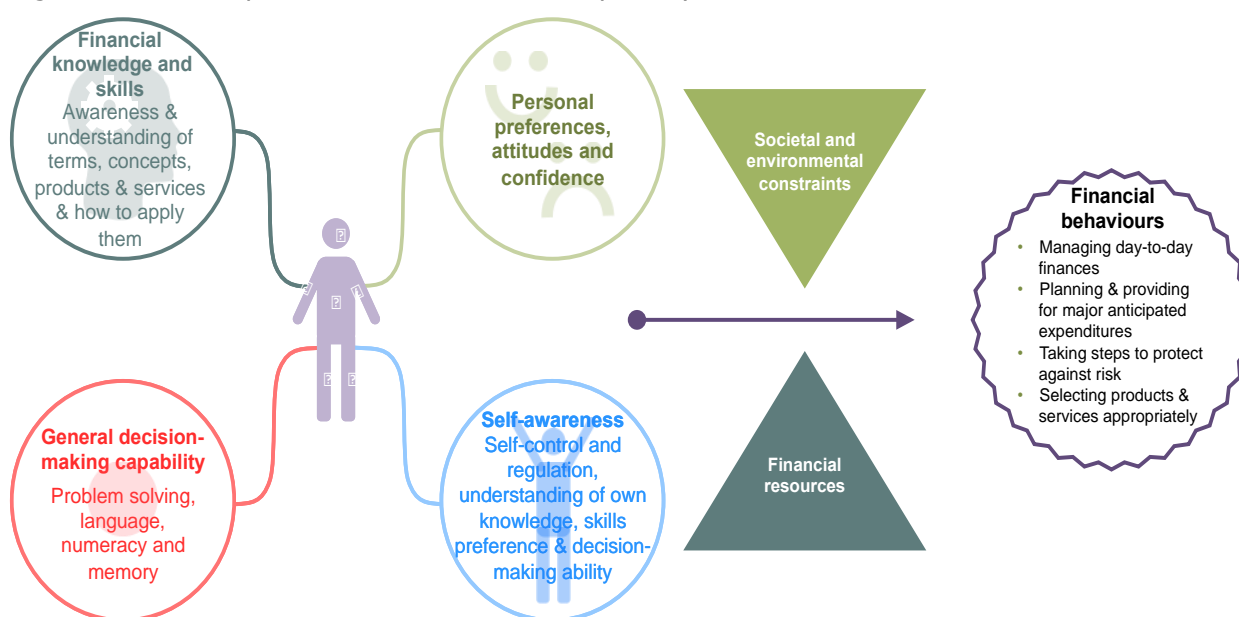 Financial
knowledge and
skills
Awareness &
understanding of
terms, concepts,
products & services
& how to apply
them
Personal
preferences,
attitudes and
confidence
General decision-
making capability
Problem solving,
language,
numeracy and
memory
Self-awareness
Self-control and
regulation,
understanding of own
knowledge, skills
preference & decision-
making ability
Societal and
environmental
constraints
Financial
resources
Financial
behaviours
• Managing day-to-day
finances
• Planning & providing
for major anticipated
expenditures
• Taking steps to protect
against risk
• Selecting products &
services appropriately